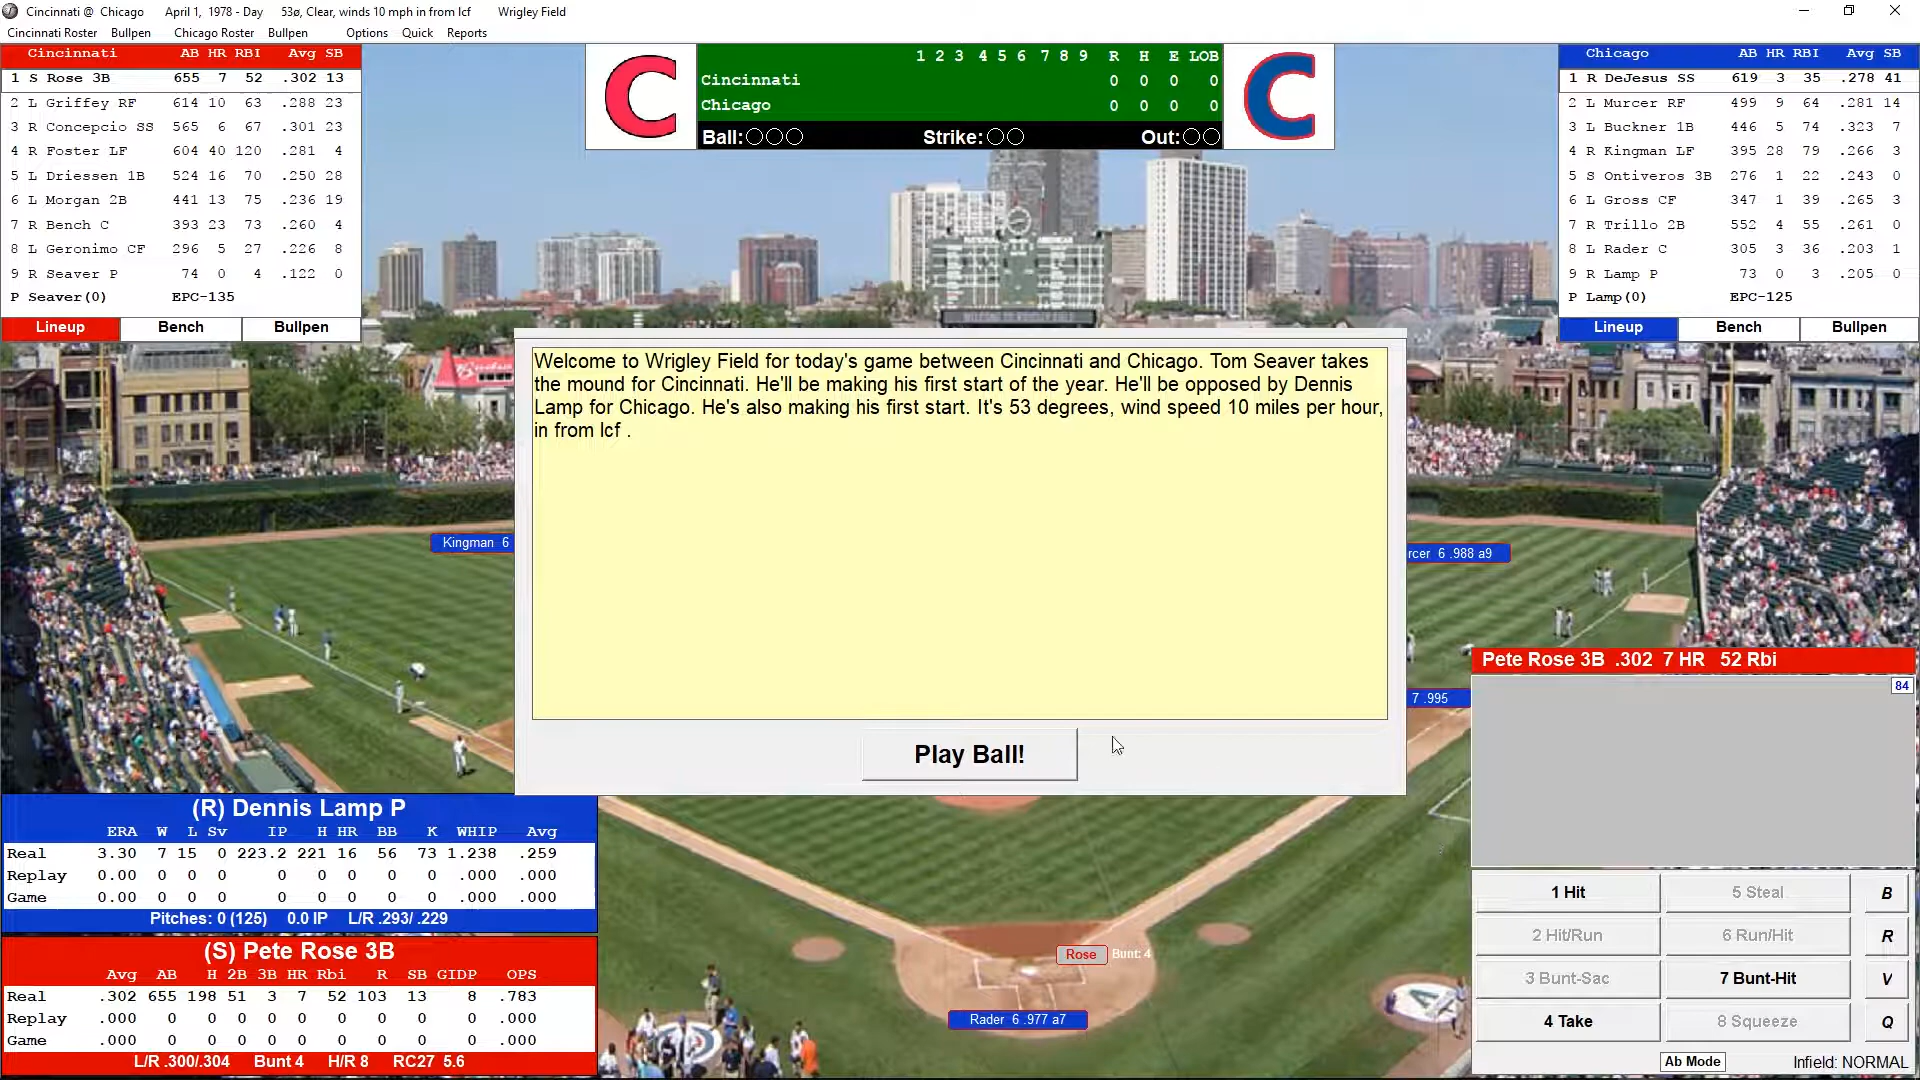 Cincinnati @ Chicago April 1, 1978 - Day 53ø, Clear, winds 10 mph in from lcf Wrigley Field
Cincinnati Roster Bullpen Chicago Roster Bullpen Options Quick Reports
Cincinnati AB HR RBI Avg SB
1 S Rose 3B 655 7 52 .302 13
2 L Griffey RF 614 10 63 .288 23
3 R Concepcio SS 565 6 67 .301 23
4 R Foster LF 604 40 120 .281 4
5 L Driessen 1B 524 16 70 .250 28
6 L Morgan 2B 441 13 75 .236 19
7 R Bench C 393 23 73 .260 4
8 L Geronimo CF 296 5 27 .226 8
9 R Seaver P 74 0 4 .122 0
P Seaver(0) EPC-135
Lineup Bench Bullpen
C
1 2 3 4 5 6 7 8 9 R H E LOB
Cincinnati 0 0 0 0
Chicago 0 0 0 0
Ball: Strike: Out:
C
Chicago AB HR RBI Avg SB
1 R DeJesus SS 619 3 35 .278 41
2 L Murcer RF 499 9 64 .281 14
3 L Buckner 1B 446 5 74 .323 7
4 R Kingman LF 395 28 79 .266 3
5 S Ontiveros 3B 276 1 22 .243 0
6 L Gross CF 347 1 39 .265 3
7 R Trillo 2B 552 4 55 .261 0
8 L Rader C 305 3 36 .203 1
9 R Lamp P 73 0 3 .205 0
P Lamp(0) EPC-125
Lineup Bench Bullpen
Welcome to Wrigley Field for today's game between Cincinnati and Chicago. Tom Seaver takes
the mound for Cincinnati. He'll be making his first start of the year. He'll be opposed by Dennis
Lamp for Chicago. He's also making his first start. It's 53 degrees, wind speed 10 miles per hour,
in from lcf .
Play Ball!
Kingman 6
rcer 6 .988 a9
7 .995
Pete Rose 3B .302 7 HR 52 Rbi
84
(R) Dennis Lamp P
ERA W L Sv IP H HR BB K WHIP Avg
Real 3.30 7 15 0 223.2 221 16 56 73 1.238 .259
Replay 0.00 0 0 0 0 0 0 0 0 .000 .000
Game 0.00 0 0 0 0 0 0 0 0 .000 .000
Pitches: 0 (125) 0.0 IP L/R .293/ .229
(S) Pete Rose 3B
Avg AB H 2B 3B HR Rbi R SB GIDP OPS
Real .302 655 198 51 3 7 52 103 13 8 .783
Replay .000 0 0 0 0 0 0 0 0 0 .000
Game .000 0 0 0 0 0 0 0 0 0 .000
L/R .300/.304 Bunt 4 H/R 8 RC27 5.6
Rose Bunt: 4
Rader 6 .977 a7
1 Hit 5 Steal B
2 Hit/Run 6 Run/Hit R
3 Bunt-Sac 7 Bunt-Hit V
4 Take 8 Squeeze Q
Ab Mode Infield: NORMAL